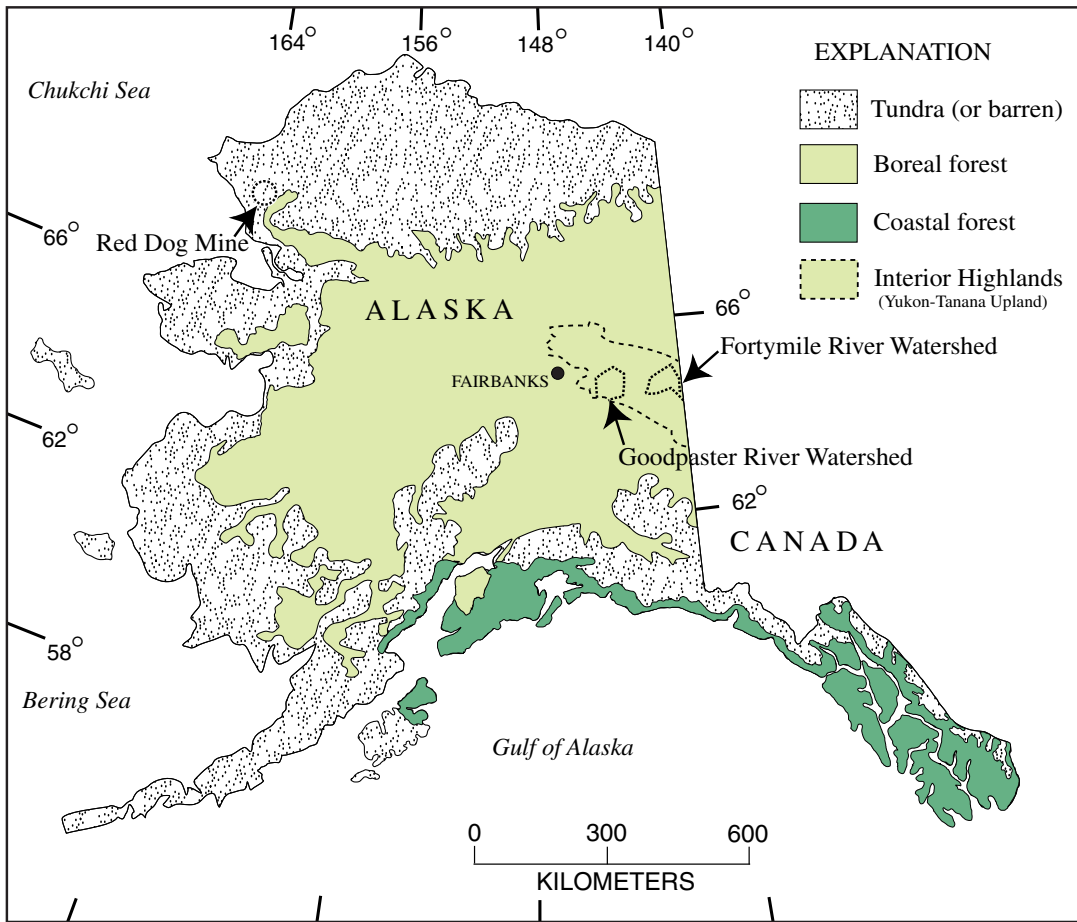 164°
156°
148°
140°
EXPLANATION
Chukchi Sea
Tundra (or barren)
Boreal forest
66°
Coastal forest
Red Dog Mine
Interior Highlands
(Yukon-Tanana Upland)
ALASKA
66°
Fortymile River Watershed
FAIRBANKS
62°
Goodpaster River Watershed
62°
CANADA
58°
Bering Sea
Gulf of Alaska
0
300
600
KILOMETERS